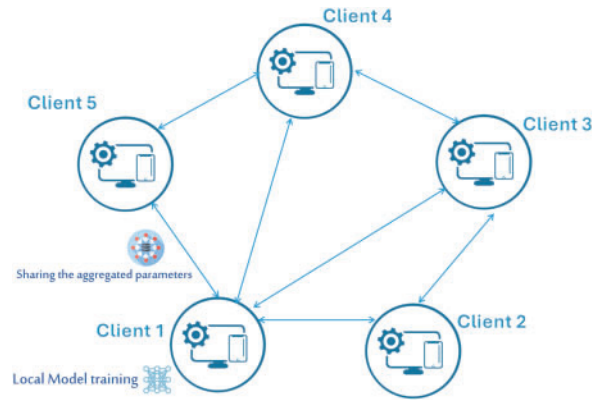 Client 4
Client 5
Client 3
Sharing the aggregated parameters
Client 1
Client 2
Local Model training